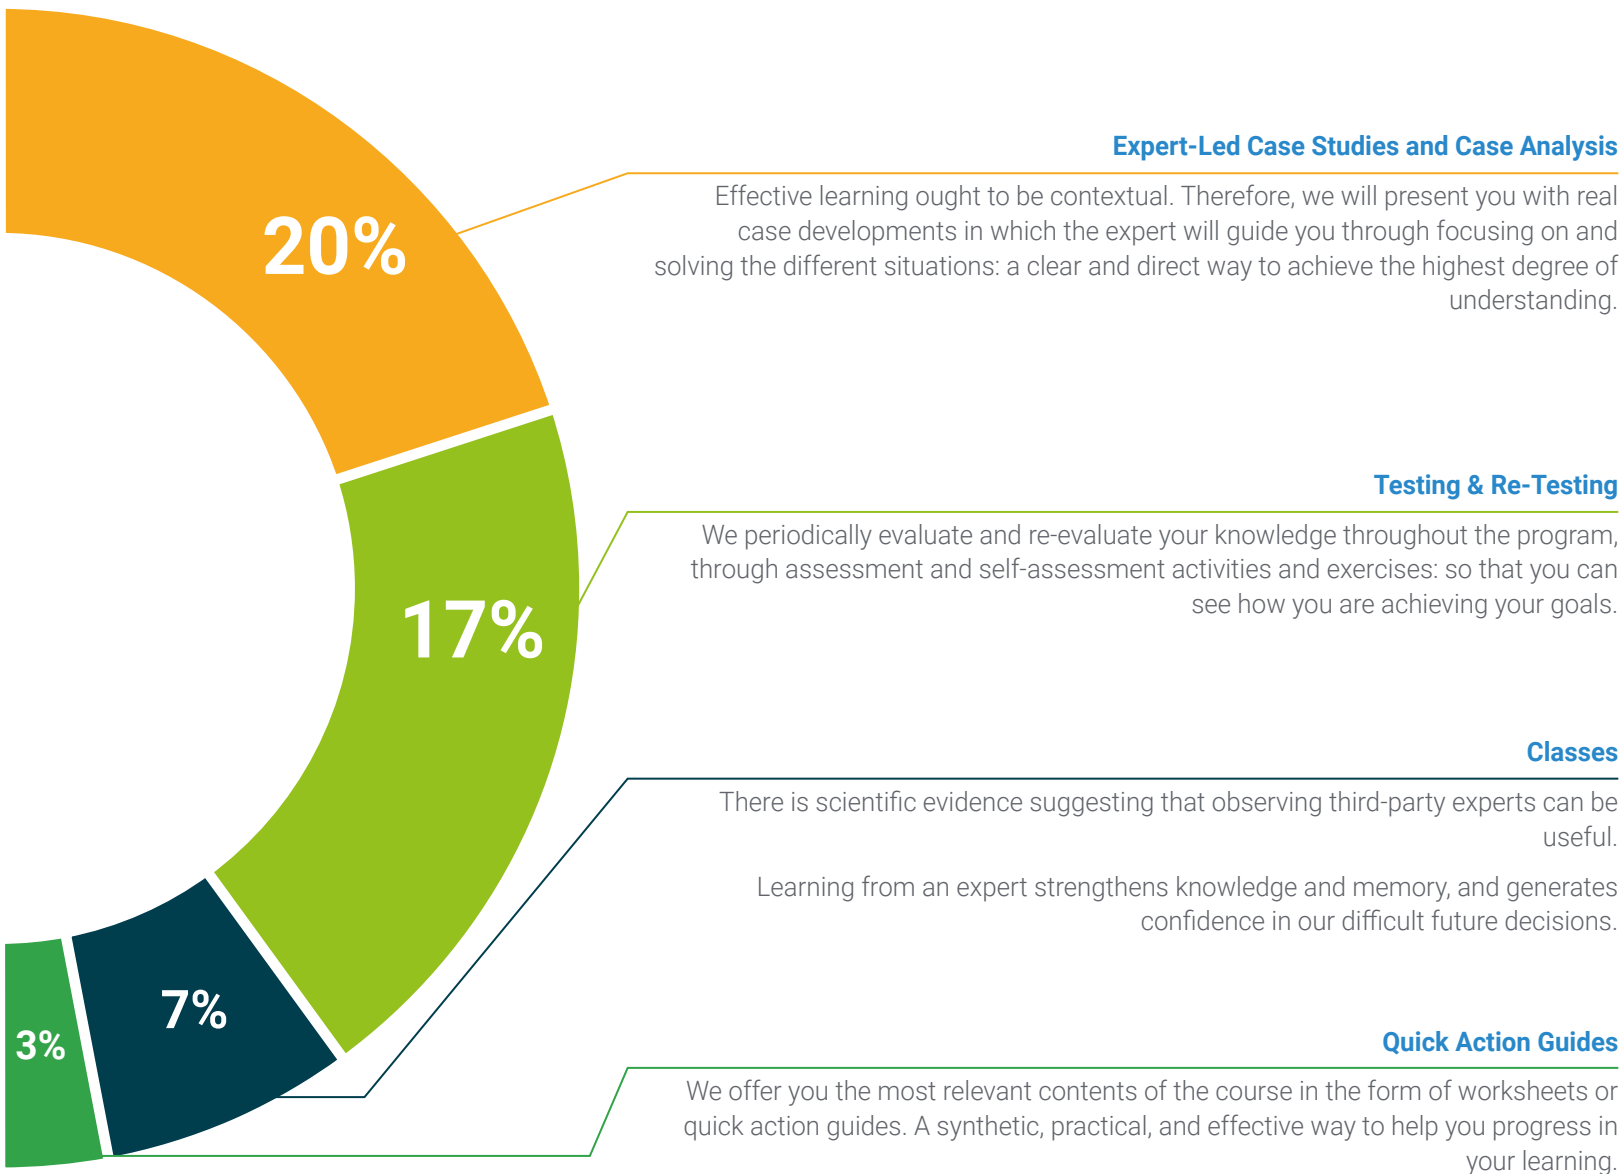 Expert-Led Case Studies and Case Analysis
Effective learning ought to be contextual. Therefore, we will present you with real
case developments in which the expert will guide you through focusing on and
solving the different situations: a clear and direct way to achieve the highest degree of
understanding.
20%
Testing & Re-Testing
We periodically evaluate and re-evaluate your knowledge throughout the program,
through assessment and self-assessment activities and exercises: so that you can
see how you are achieving your goals.
17%
Classes
There is scientific evidence suggesting that observing third-party experts can be
useful.
Learning from an expert strengthens knowledge and memory, and generates
confidence in our difficult future decisions.
7%
Quick Action Guides
We offer you the most relevant contents of the course in the form of worksheets or
quick action guides. A synthetic, practical, and effective way to help you progress in
your learning.
3%